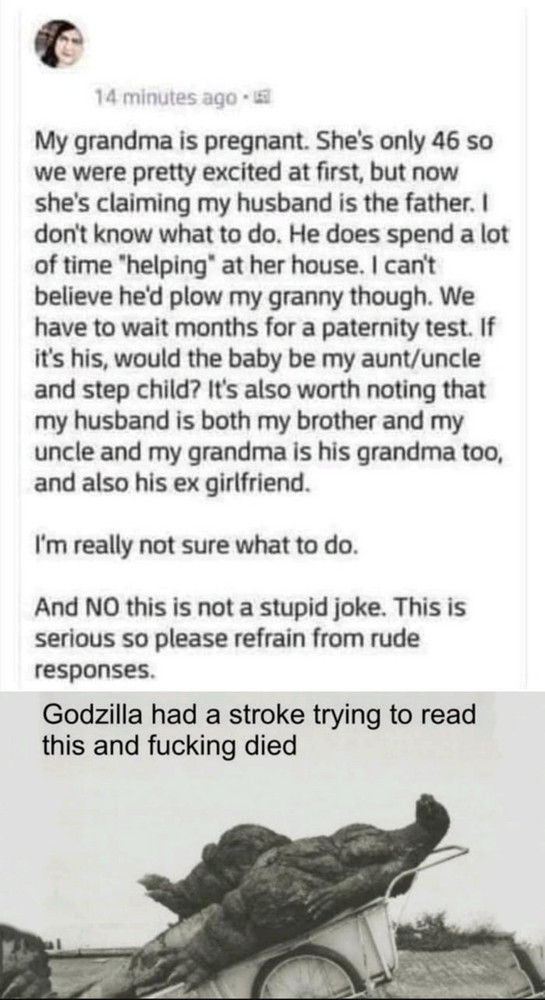 14 minutes ago ·
My grandma is pregnant. She's only 46 so
we were pretty excited at first, but now
she's claiming my husband is the father. I
don't know what to do. He does spend a lot
of time "helping" at her house. I can't
believe he'd plow my granny though. We
have to wait months for a paternity test. If
it's his, would the baby be my aunt/uncle
and step child? It's also worth noting that
my husband is both my brother and my
uncle and my grandma is his grandma too,
and also his ex girlfriend.
I'm really not sure what to do.
And NO this is not a stupid joke. This is
serious so please refrain from rude
responses.
Godzilla had a stroke trying to read
this and fucking died